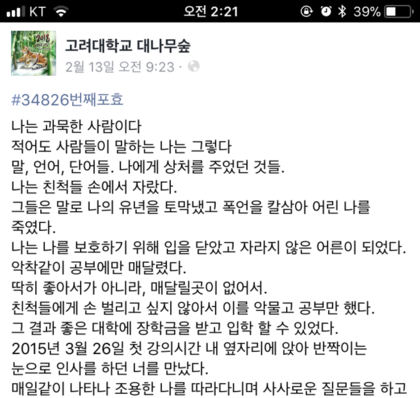 KT 오전 2:21 39%
고려대학교 대나무숲
2월 13일 오전 9:23 ·
#34826번째포효
나는 과묵한 사람이다
적어도 사람들이 말하는 나는 그렇다
말, 언어, 단어들. 나에게 상처를 주었던 것들.
나는 친척들 손에서 자랐다.
그들은 말로 나의 유년을 토막냈고 폭언을 칼삼아 어린 나를
죽였다.
나는 나를 보호하기 위해 입을 닫았고 자라지 않은 어른이 되었다.
악착같이 공부에만 매달렸다.
딱히 좋아서가 아니라, 매달릴곳이 없어서.
친척들에게 손 벌리고 싶지 않아서 이를 악물고 공부만 했다.
그 결과 좋은 대학에 장학금을 받고 입학 할 수 있었다.
2015년 3월 26일 첫 강의시간 내 옆자리에 앉아 반짝이는
눈으로 인사를 하던 너를 만났다.
매일같이 나타나 조용한 나를 따라다니며 사사로운 질문들을 하고